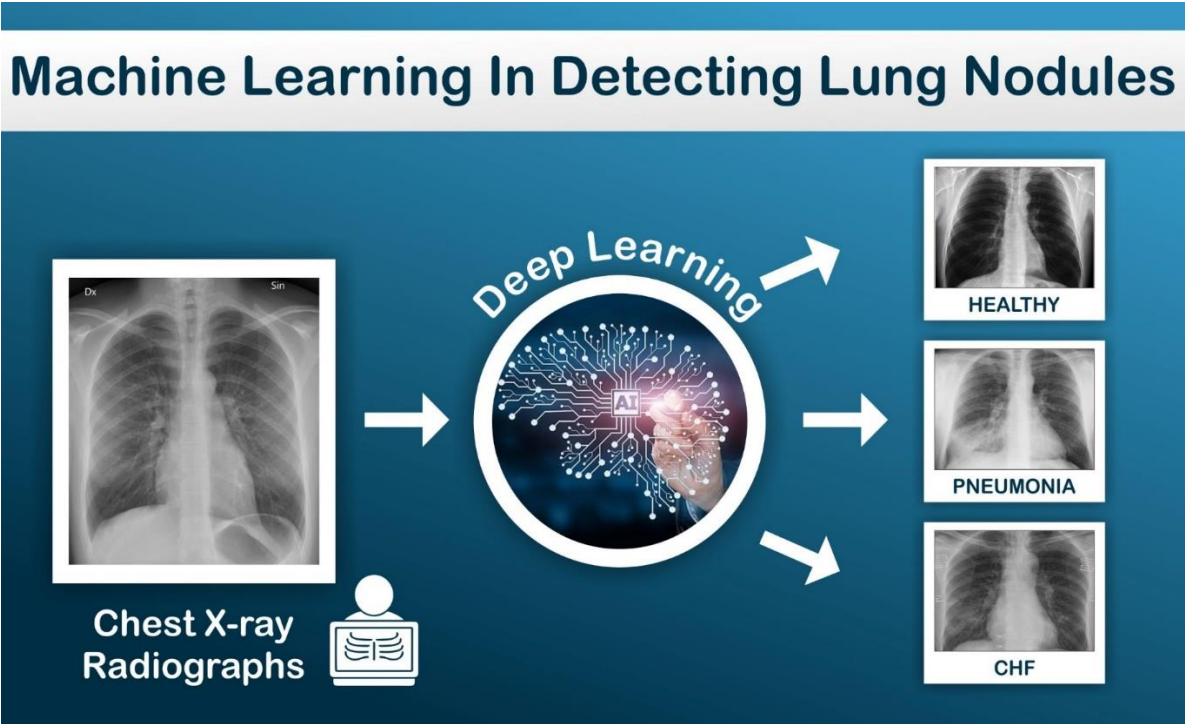 Machine Learning In Detecting Lung Nodules
Dx
Sin
Chest X-ray
Radiographs
Deep Learning
AI
HEALTHY
PNEUMONIA
CHF